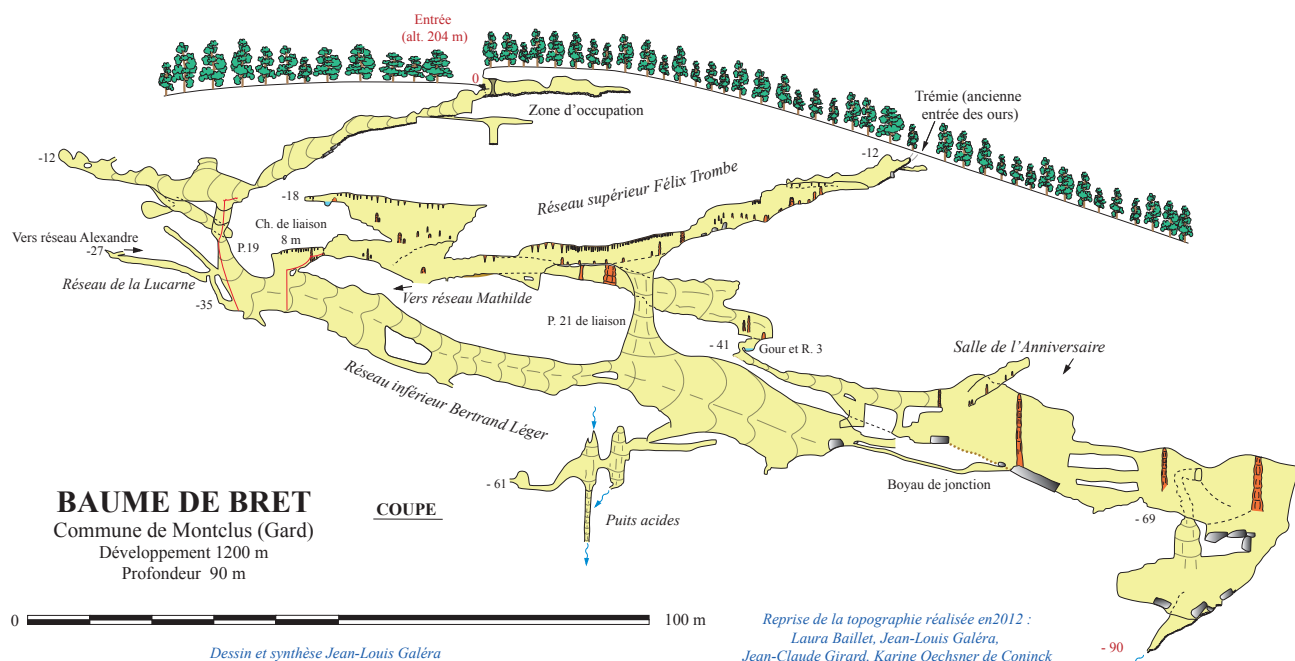 Entrée
(alt. 204 m)
0
Zone d'occupation
Trémie (ancienne
entrée des ours)
-12
-12
-18
Réseau supérieur Félix Trombe
Ch. de liaison
8 m
P.19
Vers réseau Alexandre
-27
Réseau de la Lucarne
-35
Vers réseau Mathilde
P. 21 de liaison
- 41
Gour et R. 3
Salle de l'Anniversaire
Réseau inférieur Bertrand Léger
- 61
Puits acides
Boyau de jonction
- 69
- 90
BAUME DE BRET
Commune de Montclus (Gard)
Développement 1200 m
Profondeur 90 m
COUPE
0
100 m
Dessin et synthèse Jean-Louis Galéra
Reprise de la topographie réalisée en2012 :
Laura Baillet, Jean-Louis Galéra,
Jean-Claude Girard, Karine Oechsner de Coninck